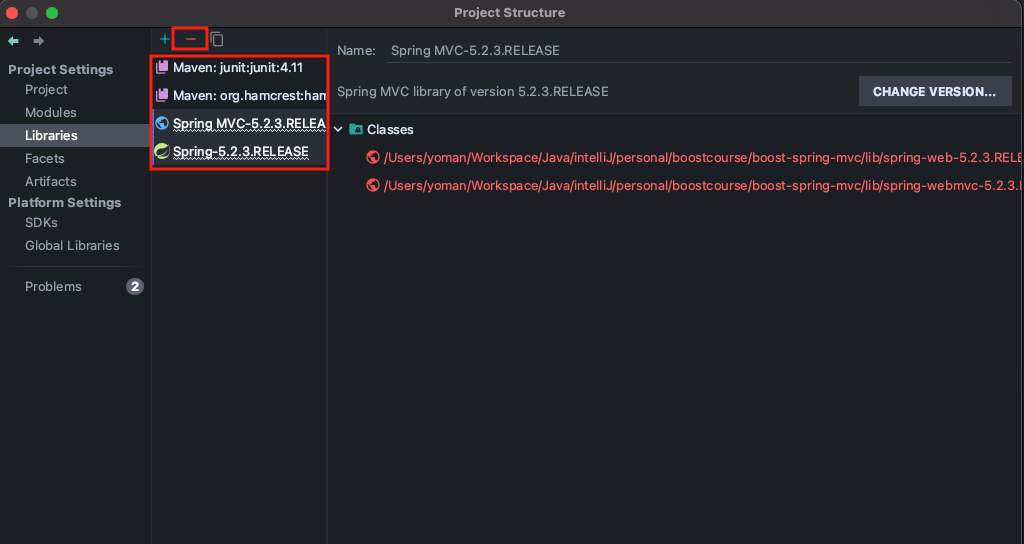 Project Structure
Project Settings
Project
Modules
Libraries
Facets
Artifacts
Platform Settings
SDKs
Global Libraries
Problems
2
Maven: junit:junit:4.11
Maven: org.hamcrest:ham
Spring MVC-5.2.3.RELEA
Spring-5.2.3.RELEASE
Name: Spring MVC-5.2.3.RELEASE
Spring MVC library of version 5.2.3.RELEASE
CHANGE VERSION...
Classes
/Users/yoman/Workspace/Java/intelliJ/personal/boostcourse/boost-spring-mvc/lib/spring-web-5.2.3.RELE
/Users/yoman/Workspace/Java/intelliJ/personal/boostcourse/boost-spring-mvc/lib/spring-webmvc-5.2.3.